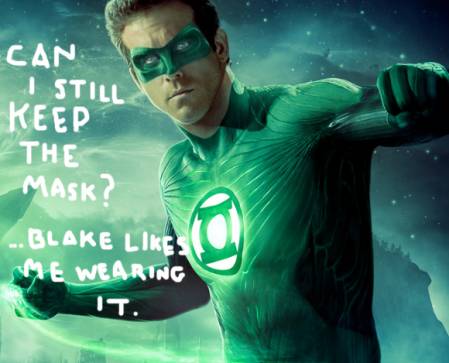 CAN
I STILL
KEEP
THE
MASK?
...BLAKE LIKES
ME WEARING
IT.